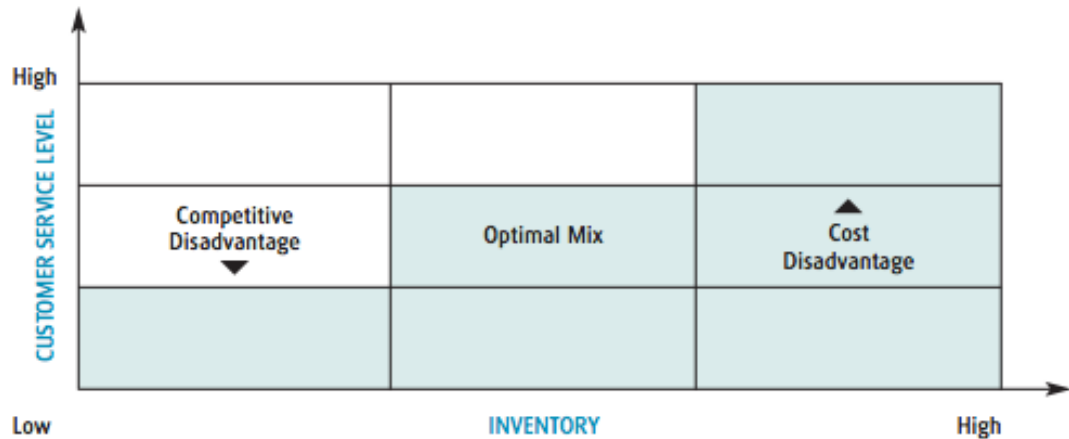 High
CUSTOMER SERVICE LEVEL
Competitive
Disadvantage
Optimal Mix
Cost
Disadvantage
Low
INVENTORY
High